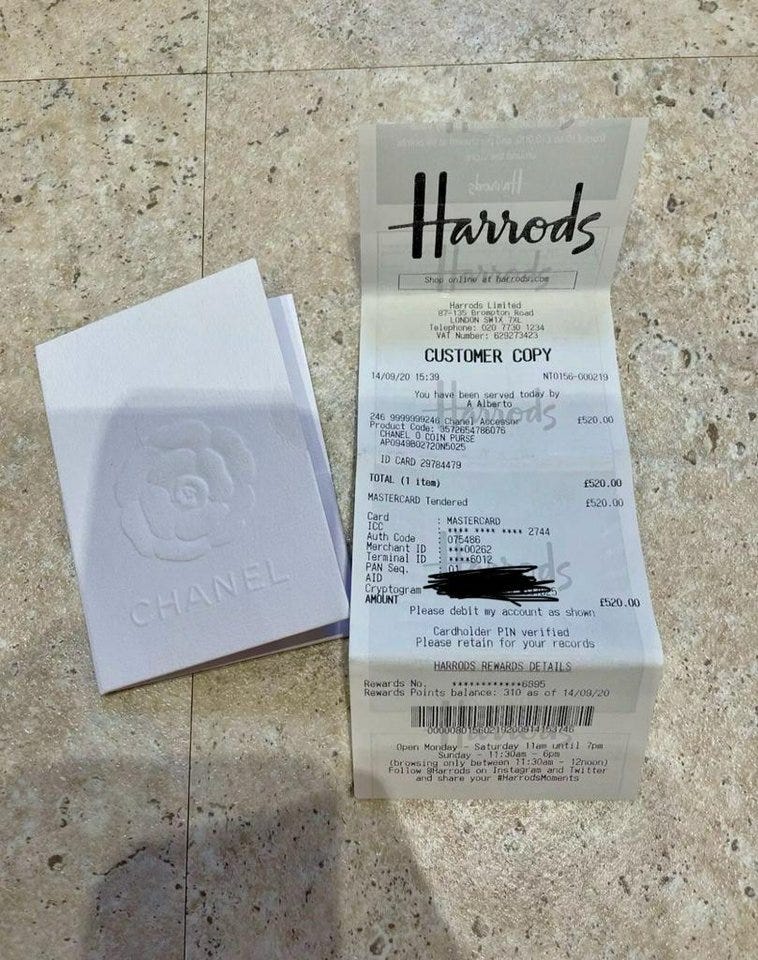 CHANEL
Harrods
Shop online at harrods.com
Harrods Limited
87-135 Brompton Road
LONDON SW1X 7XL
Telephone: 020 7730 1234
VAT Number: 629273423
CUSTOMER COPY
14/09/20 15:39 NT0156-000219
You have been served today by
A Alberto
246 9999999246 Chanel Accessor £520.00
Product Code: 3572654786076
CHANEL O COIN PURSE
AP0949B02720N5025
ID CARD 29784479
TOTAL (1 item) £520.00
MASTERCARD Tendered £520.00
Card : MASTERCARD
ICC : **** **** **** 2744
Auth Code : 075486
Merchant ID : ***00262
Terminal ID : ****6012
PAN Seq. : 01
AID
Cryptogram
AMOUNT £520.00
Please debit my account as shown
Cardholder PIN verified
Please retain for your records
HARRODS REWARDS DETAILS
Rewards No. ************6995
Rewards Points balance: 310 as of 14/09/20
Open Monday - Saturday 11am until 7pm
Sunday - 11:30am - 6pm
(browsing only between 11:30am - 12noon)
Follow @Harrods on Instagram and Twitter
and share your #HarrodsMoments